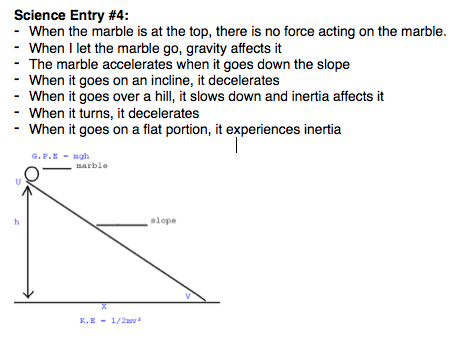 Science Entry #4:
- When the marble is at the top, there is no force acting on the marble.
- When I let the marble go, gravity affects it
- The marble accelerates when it goes down the slope
- When it goes on an incline, it decelerates
- When it goes over a hill, it slows down and inertia affects it
- When it turns, it decelerates
- When it goes on a flat portion, it experiences inertia
G.P.E - mgh
marble
U
h
slope
V
X
K.E - 1/2mv²